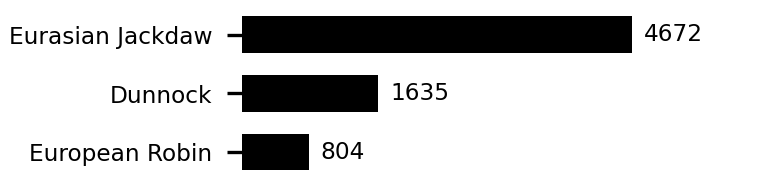 Eurasian Jackdaw 4672
Dunnock 1635
European Robin 804